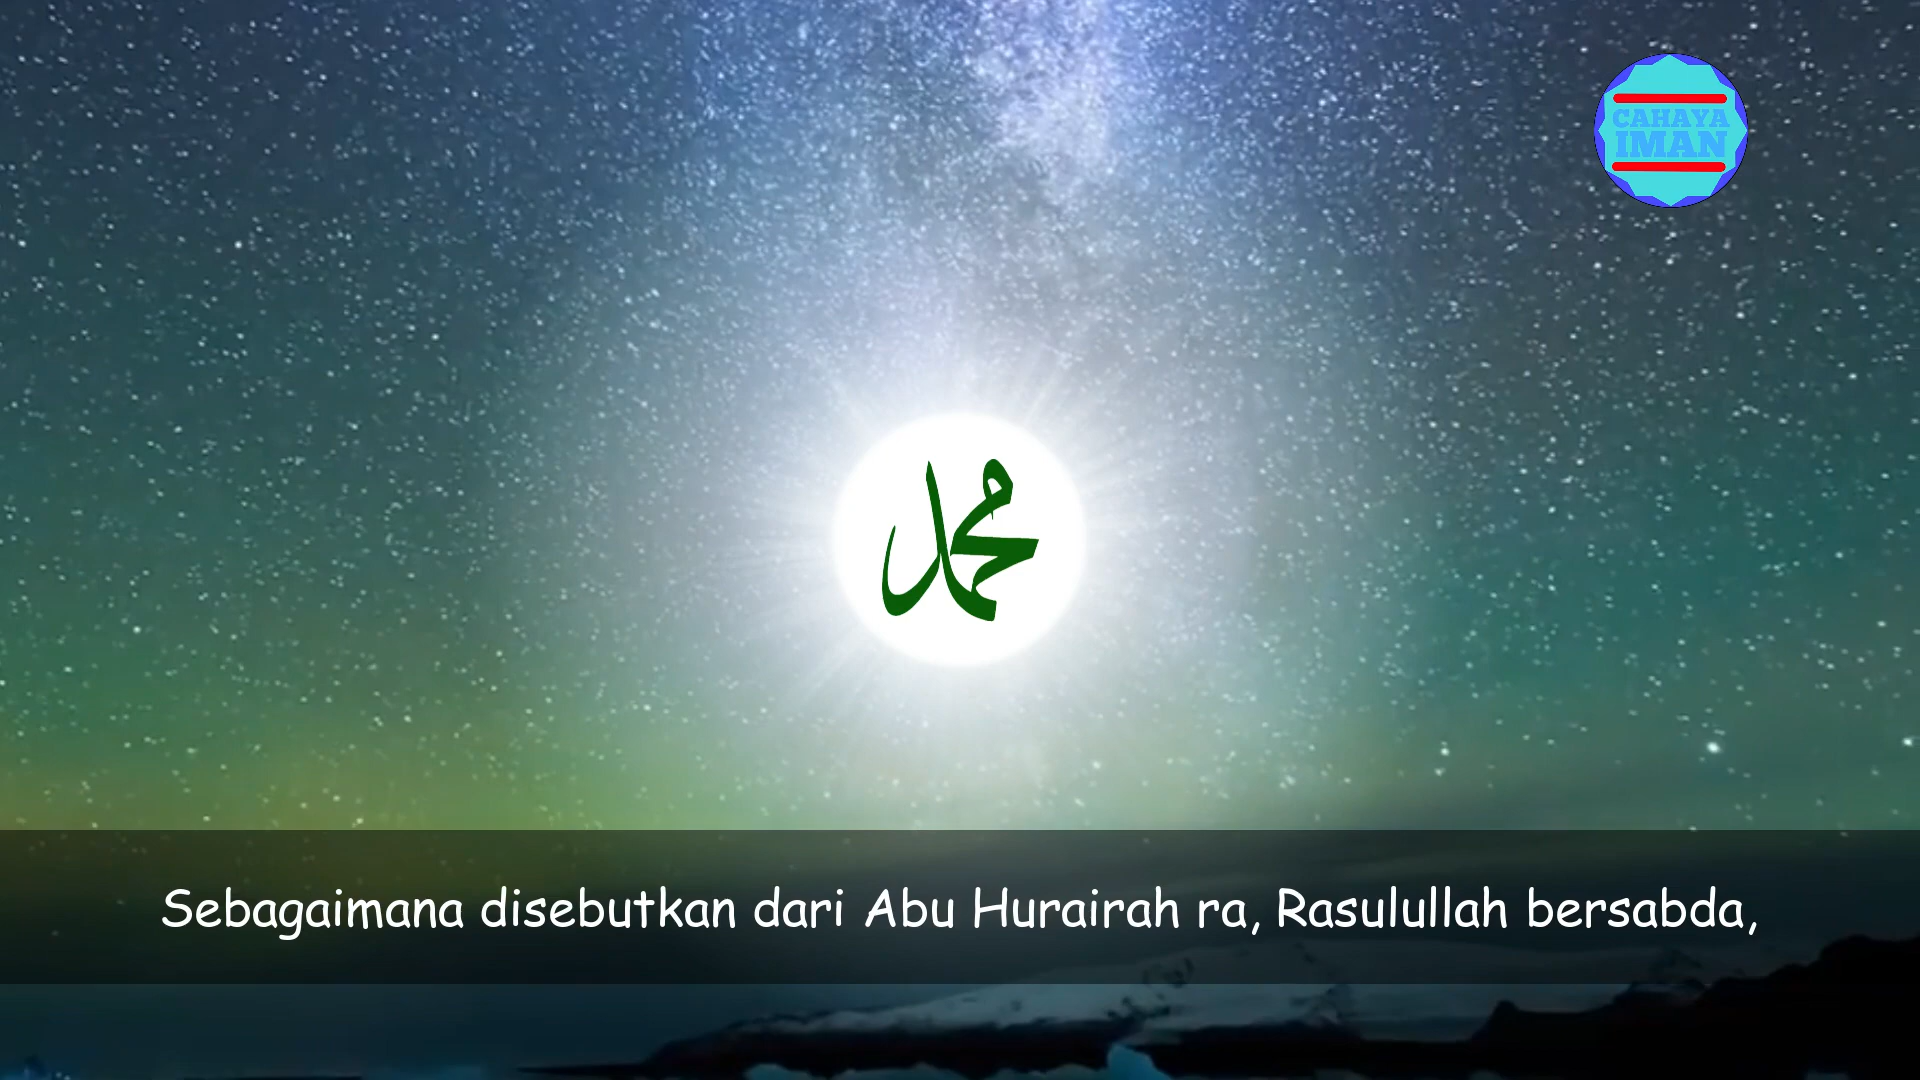 CAHAYA
IMAN
محمد
Sebagaimana disebutkan dari Abu Hurairah ra, Rasulullah bersabda,